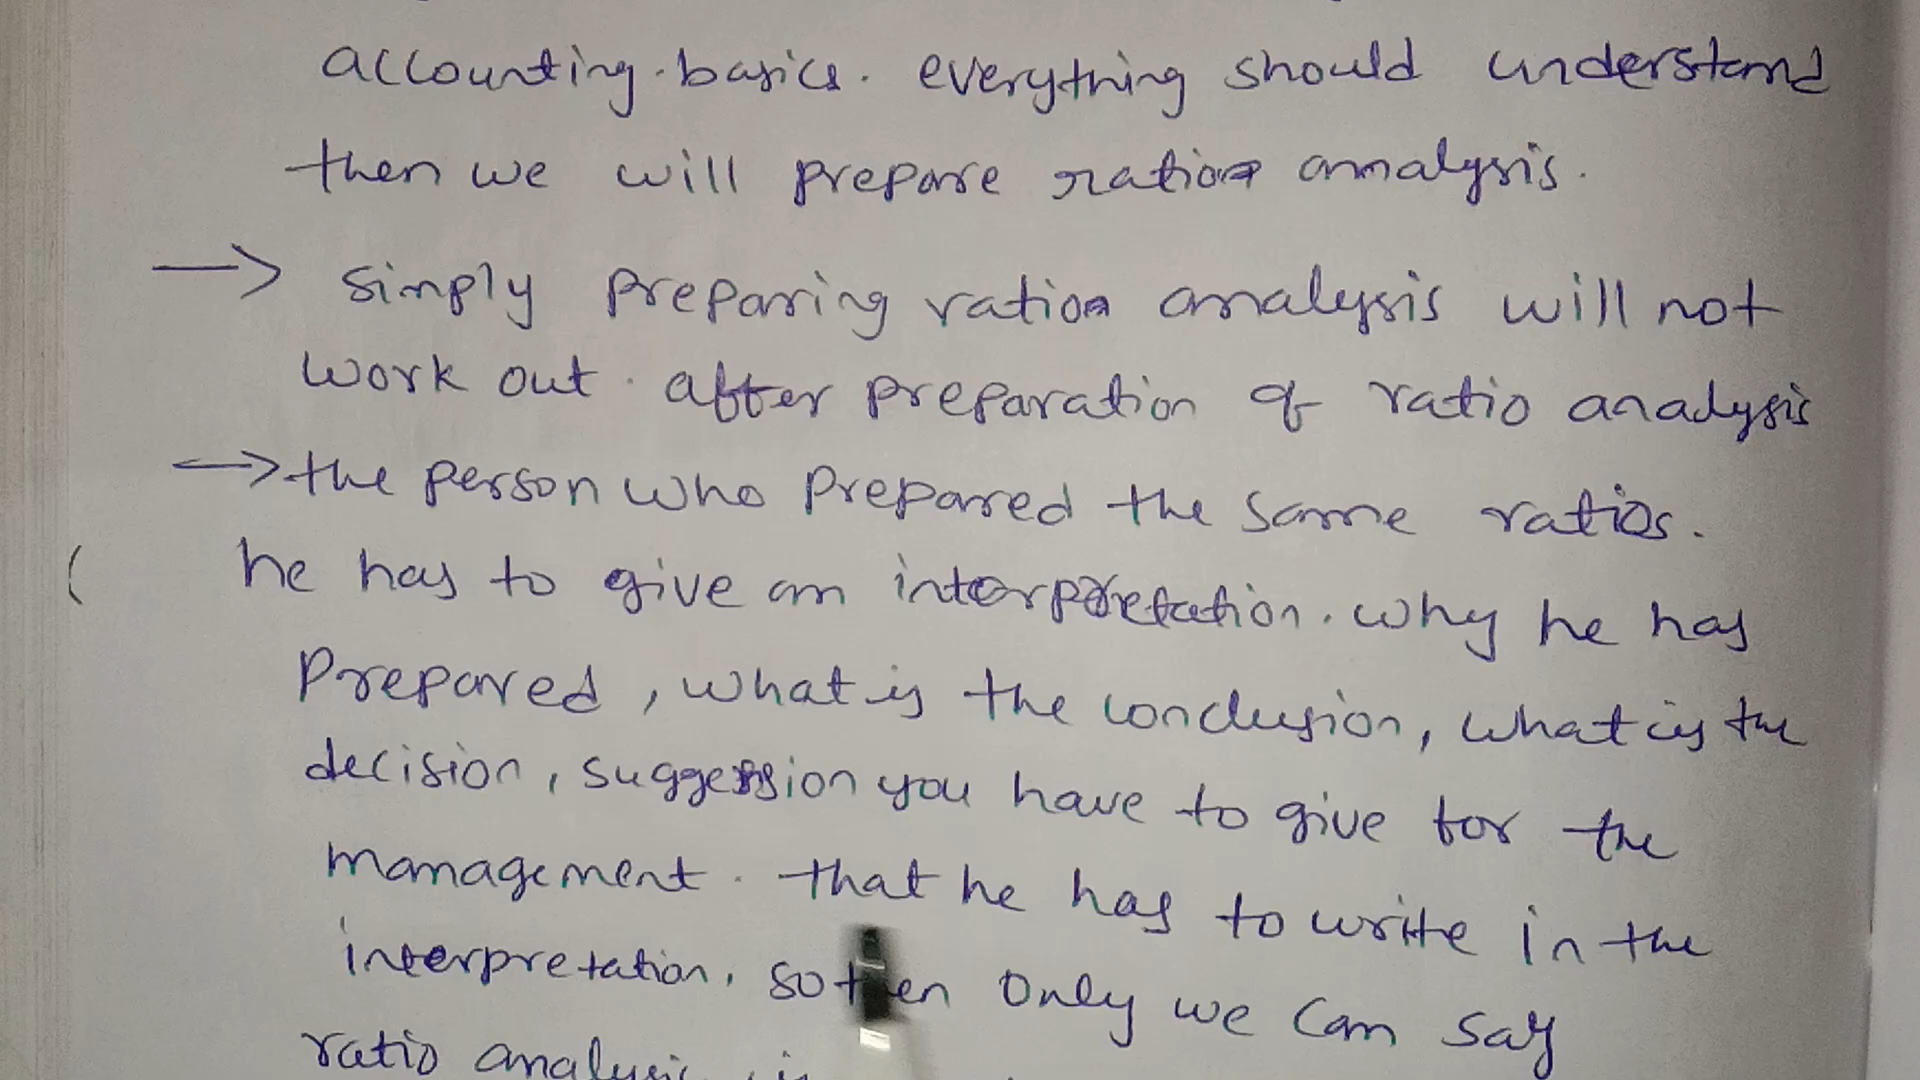 accounting basics. everything should understand
then we will prepare ratio analysis.
→ simply preparing ratio analysis will not
work out. after preparation of ratio analysis
→ the person who prepared the same ratios.
( he has to give an interpretation. why he has
Prepared, what is the conclusion, what is the
decision, suggession you have to give for the
management. that he has to write in the
interpretation. so then only we can say
ratio analysis is